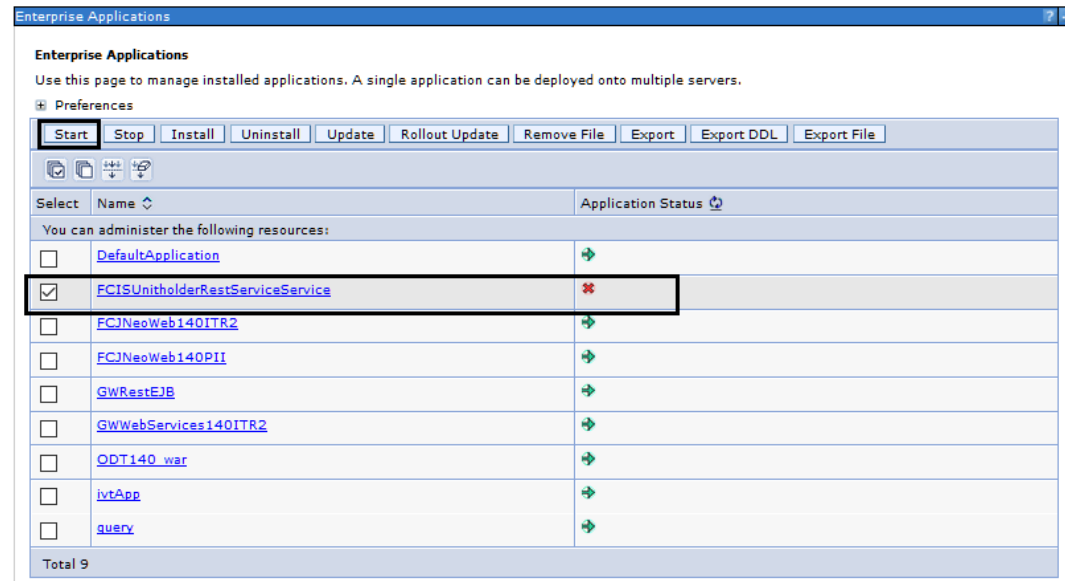 Enterprise Applications ?
Enterprise Applications
Use this page to manage installed applications. A single application can be deployed onto multiple servers.
Preferences
Start Stop Install Uninstall Update Rollout Update Remove File Export Export DDL Export File
Select Name Application Status
You can administer the following resources:
DefaultApplication
FCISUnitholderRestServiceService
FCJNeoWeb140ITR2
FCJNeoWeb140PII
GWRestEJB
GWWebServices140ITR2
ODT140_war
ivtApp
query
Total 9